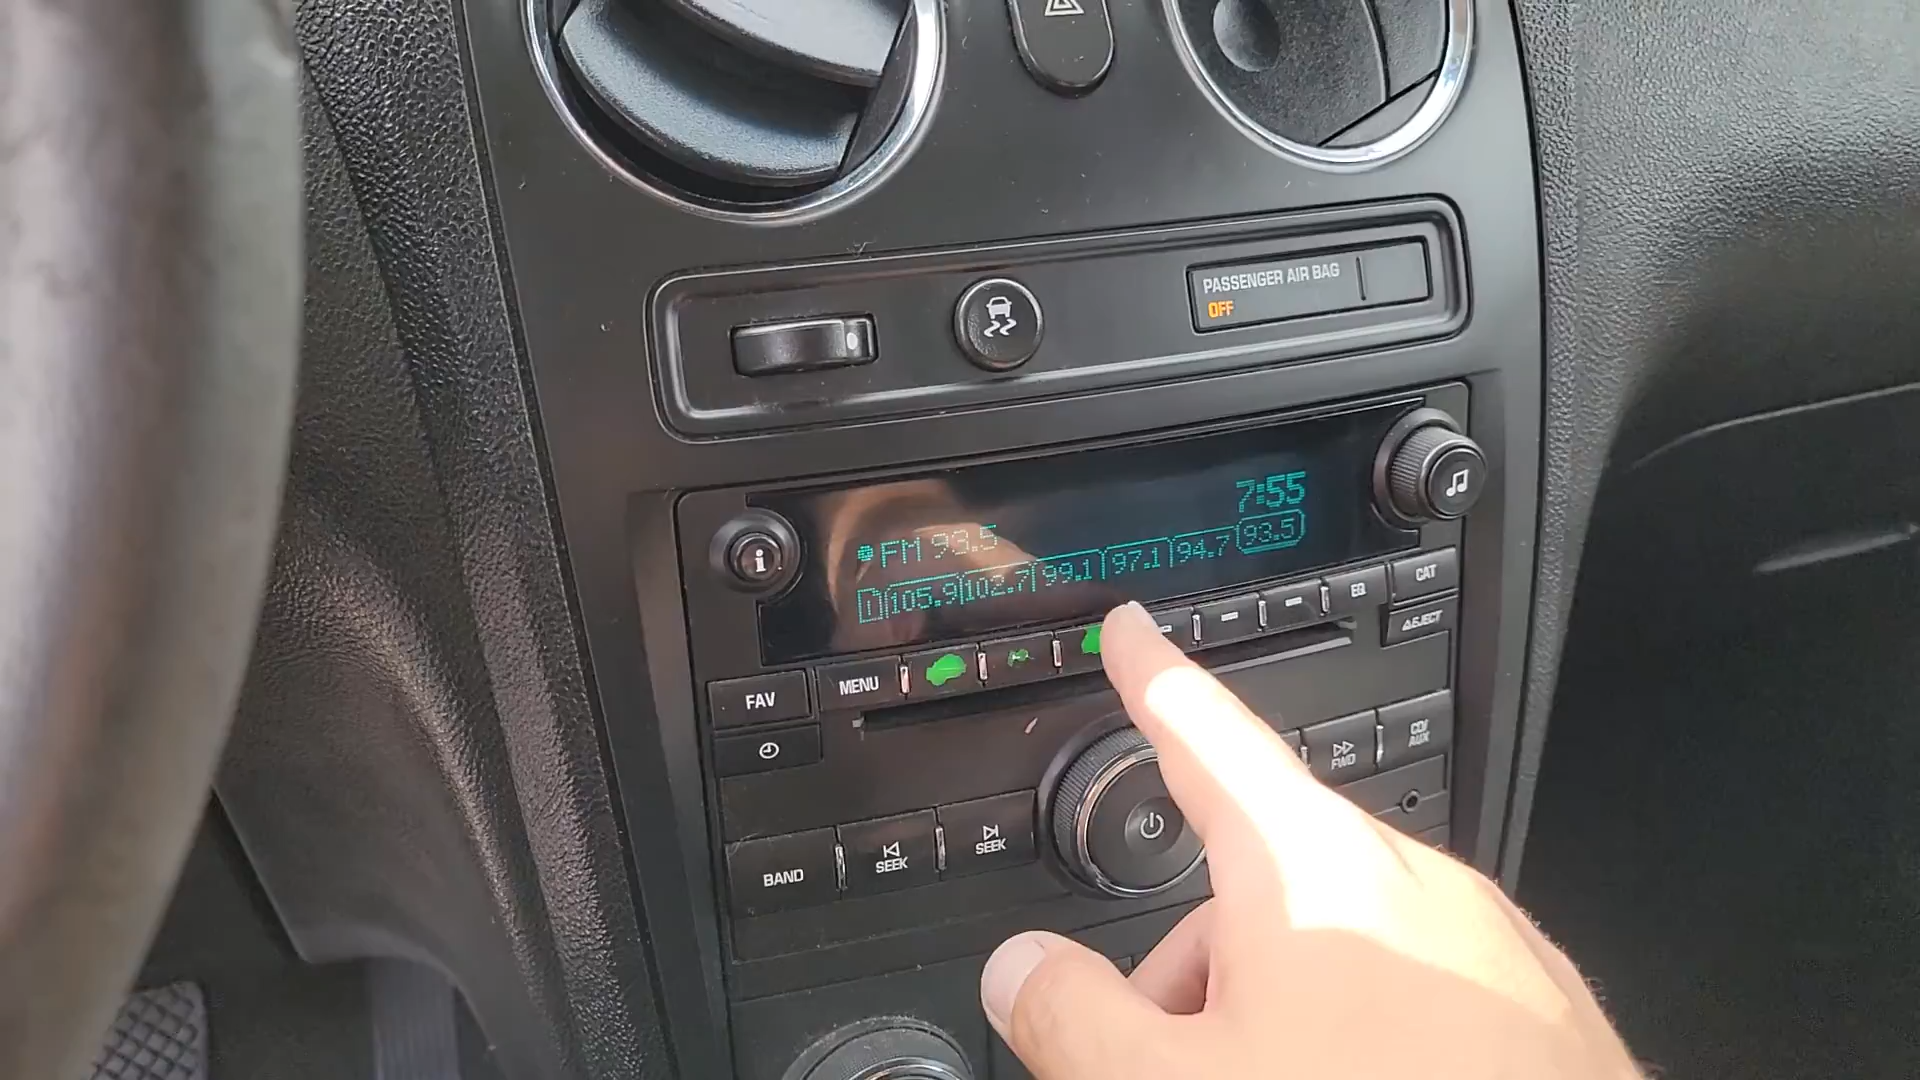 PASSENGER AIR BAG
OFF
7:55
FM 93.5
1 105.9 102.7 99.1 97.1 94.7 93.5
i
MENU
EQ
CAT
EJECT
FAV
FWD
CD/
AUX
BAND
SEEK
SEEK